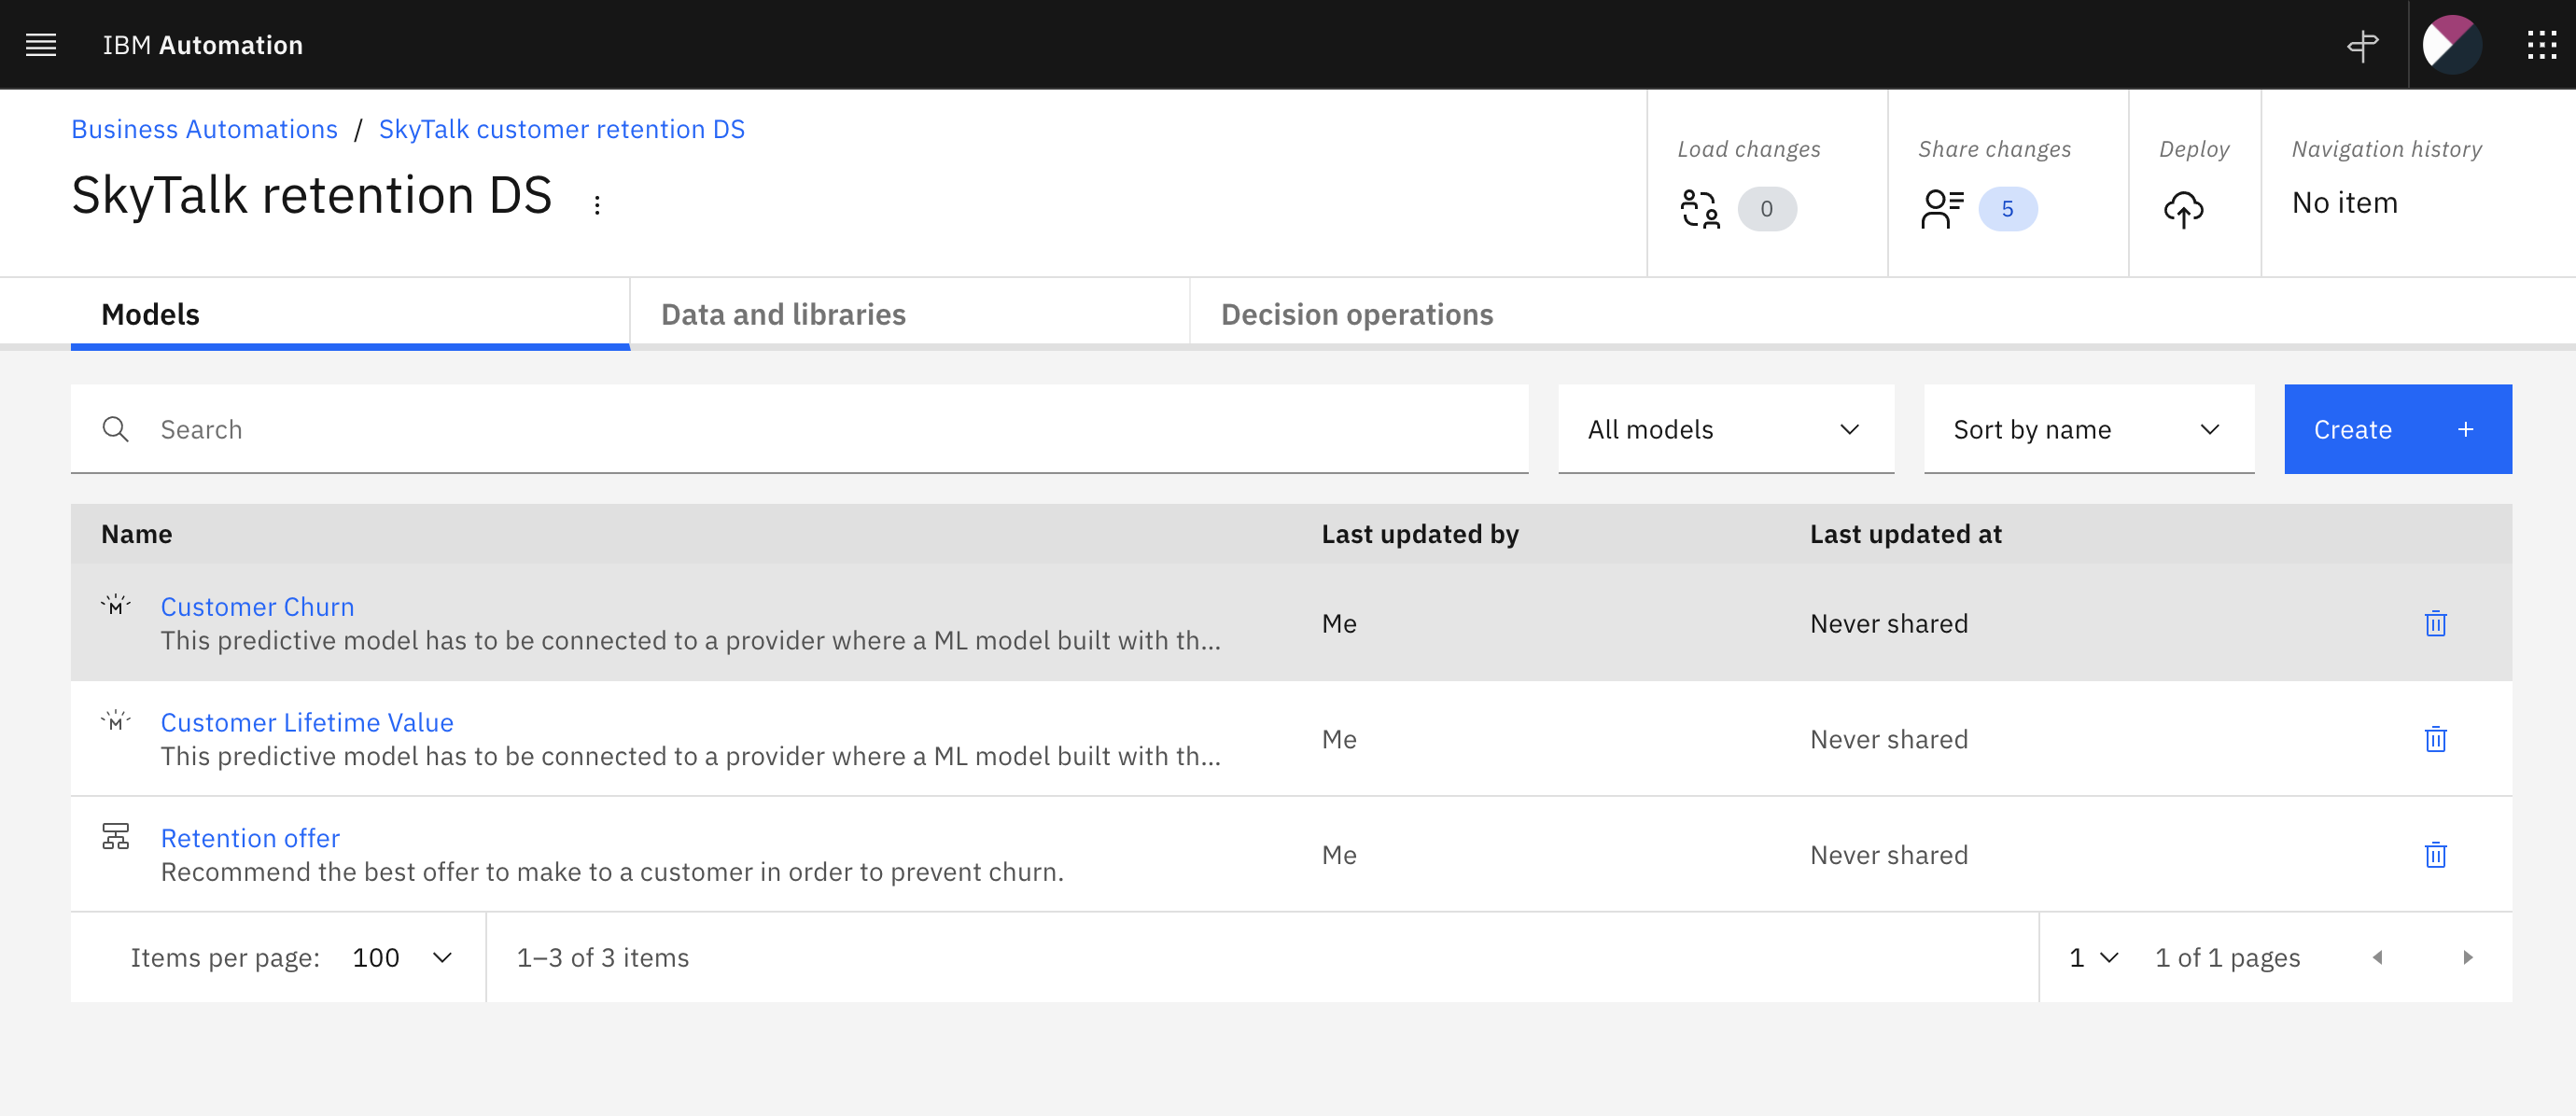 IBM Automation
Business Automations / SkyTalk customer retention DS
SkyTalk retention DS
Load changes
0
Share changes
5
Deploy
Navigation history
No item
Models
Data and libraries
Decision operations
Search
All models
Sort by name
Create +
Name
Last updated by
Last updated at
Customer Churn
This predictive model has to be connected to a provider where a ML model built with th...
Me
Never shared
Customer Lifetime Value
This predictive model has to be connected to a provider where a ML model built with th...
Me
Never shared
Retention offer
Recommend the best offer to make to a customer in order to prevent churn.
Me
Never shared
Items per page: 100
1–3 of 3 items
1
1 of 1 pages